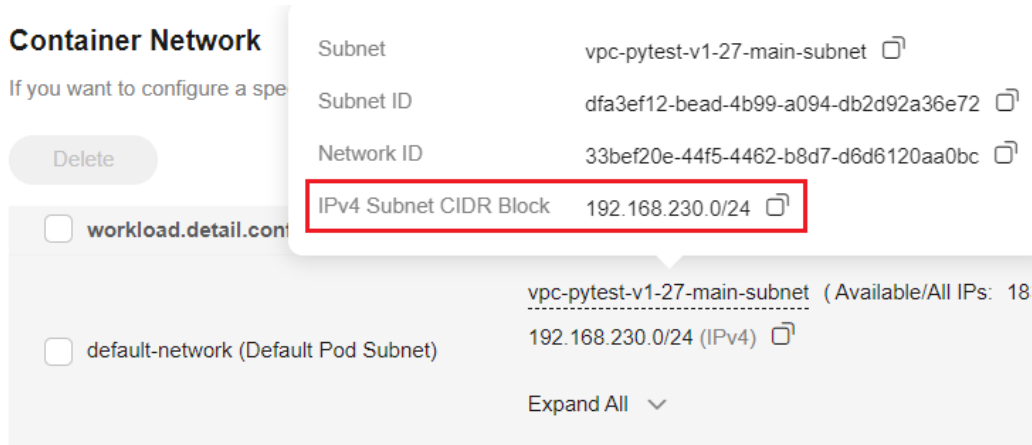 Container Network
If you want to configure a spe
Delete
Subnet vpc-pytest-v1-27-main-subnet
Subnet ID dfa3ef12-bead-4b99-a094-db2d92a36e72
Network ID 33bef20e-44f5-4462-b8d7-d6d6120aa0bc
IPv4 Subnet CIDR Block 192.168.230.0/24
workload.detail.conf
vpc-pytest-v1-27-main-subnet ( Available/All IPs: 18
default-network (Default Pod Subnet)
192.168.230.0/24 (IPv4)
Expand All